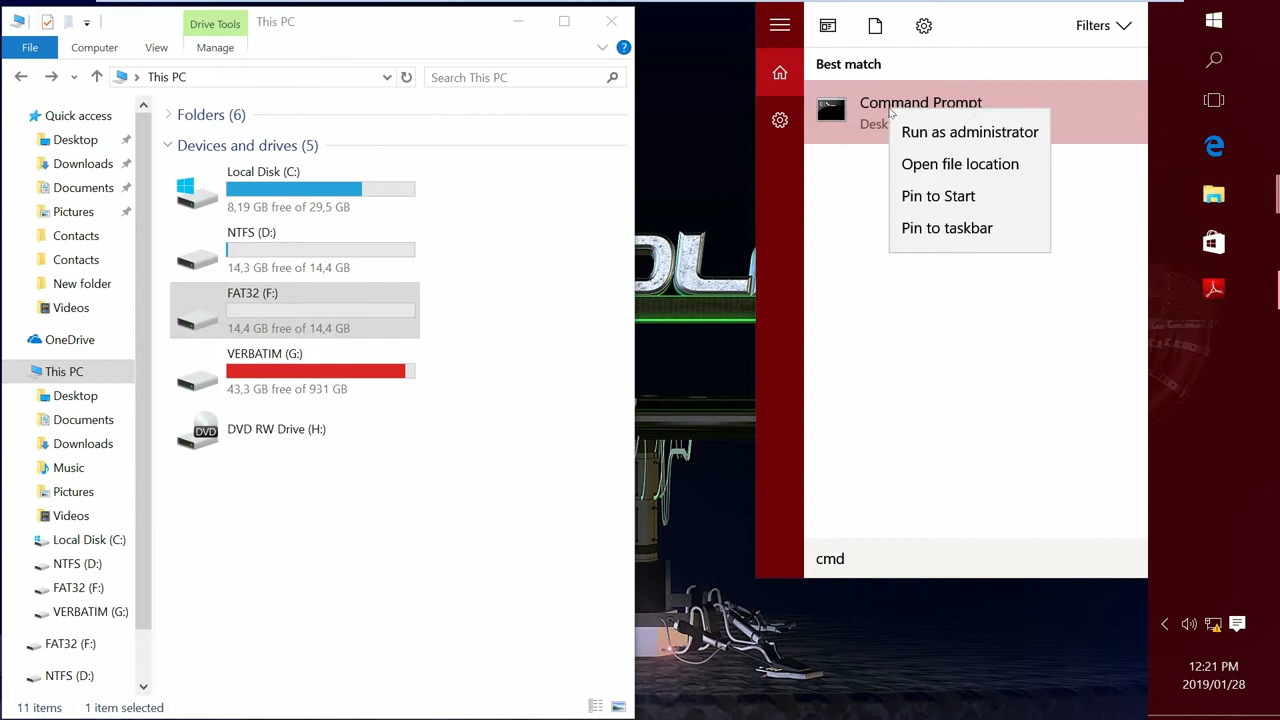 Drive Tools
This PC
File
Computer
View
Manage
This PC
Search This PC
Quick access
Desktop
Downloads
Documents
Pictures
Contacts
Contacts
New folder
Videos
OneDrive
This PC
Desktop
Documents
Downloads
Music
Pictures
Videos
Local Disk (C:)
NTFS (D:)
FAT32 (F:)
VERBATIM (G:)
FAT32 (F:)
NTFS (D:)
Folders (6)
Devices and drives (5)
Local Disk (C:)
8,19 GB free of 29,5 GB
NTFS (D:)
14,3 GB free of 14,4 GB
FAT32 (F:)
14,4 GB free of 14,4 GB
VERBATIM (G:)
43,3 GB free of 931 GB
DVD
DVD RW Drive (H:)
11 items
1 item selected
Filters
Best match
Command Prompt
Desk
Run as administrator
Open file location
Pin to Start
Pin to taskbar
cmd
12:21 PM
2019/01/28